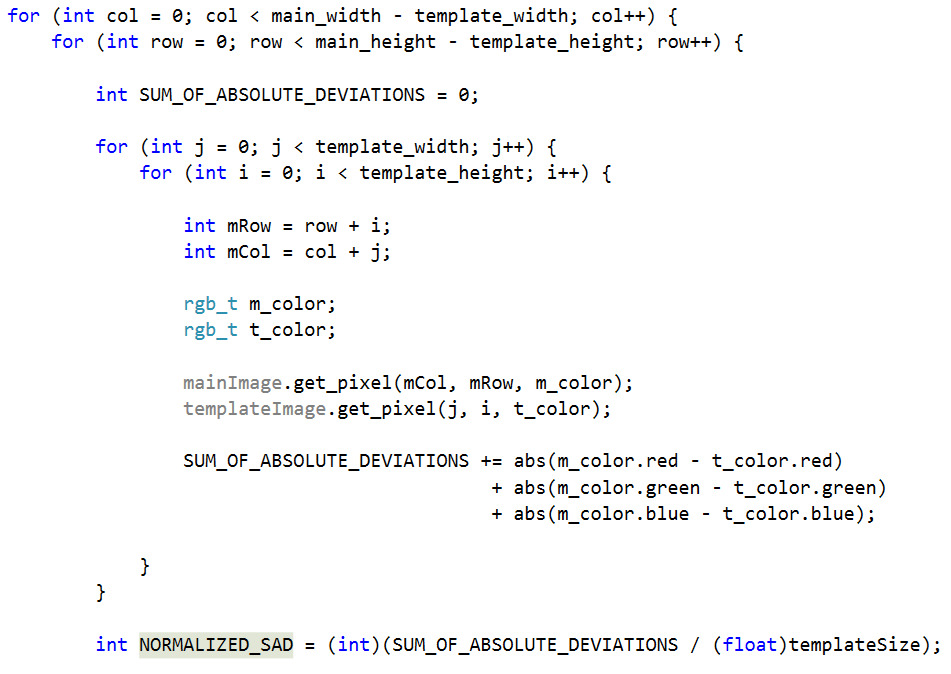 for (int col = 0; col < main_width - template_width; col++) {
for (int row = 0; row < main_height - template_height; row++) {
int SUM_OF_ABSOLUTE_DEVIATIONS = 0;
for (int j = 0; j < template_width; j++) {
for (int i = 0; i < template_height; i++) {
int mRow = row + i;
int mCol = col + j;
rgb_t m_color;
rgb_t t_color;
mainImage.get_pixel(mCol, mRow, m_color);
templateImage.get_pixel(j, i, t_color);
SUM_OF_ABSOLUTE_DEVIATIONS += abs(m_color.red - t_color.red)
+ abs(m_color.green - t_color.green)
+ abs(m_color.blue - t_color.blue);
}
}
int NORMALIZED_SAD = (int)(SUM_OF_ABSOLUTE_DEVIATIONS / (float)templateSize);